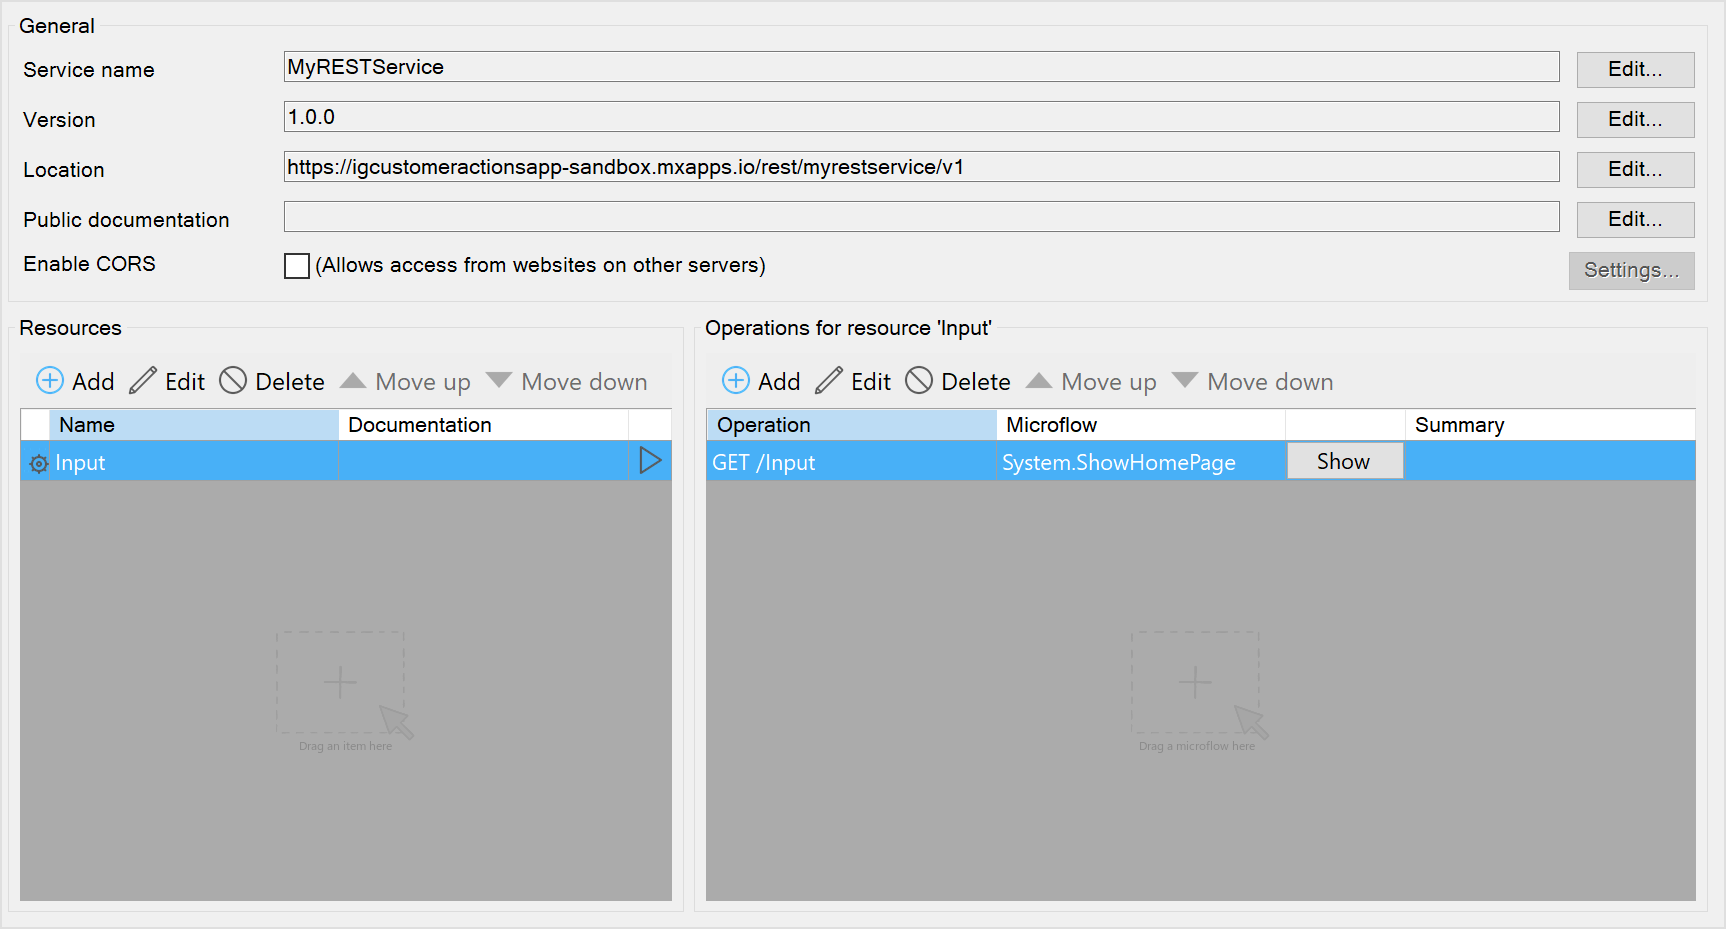 General
Service name MyRESTService Edit...
Version 1.0.0 Edit...
Location https://igcustomeractionsapp-sandbox.mxapps.io/rest/myrestservice/v1 Edit...
Public documentation Edit...
Enable CORS (Allows access from websites on other servers) Settings...
Resources
Add Edit Delete Move up Move down
Name Documentation
Input
Drag an item here
Operations for resource 'Input'
Add Edit Delete Move up Move down
Operation Microflow Summary
GET /Input System.ShowHomePage Show
Drag a microflow here